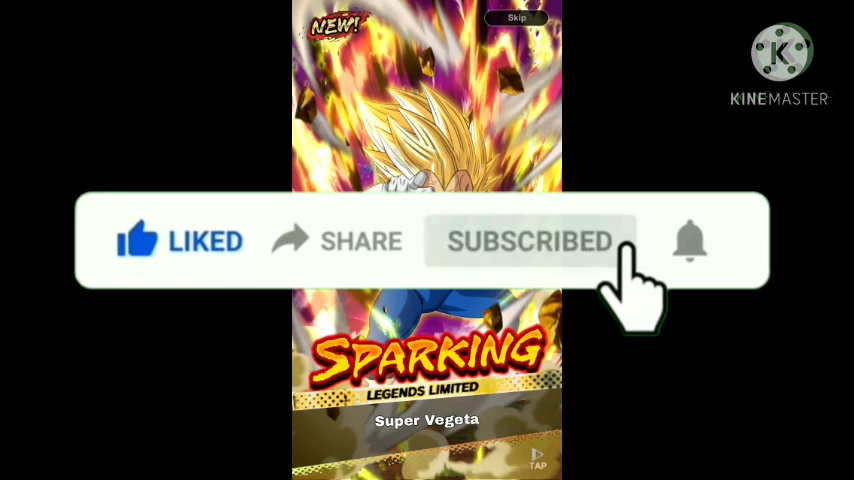 NEW!
Skip
K
KINEMASTER
LIKED
SHARE
SUBSCRIBED
SPARKING
LEGENDS LIMITED
Super Vegeta
TAP